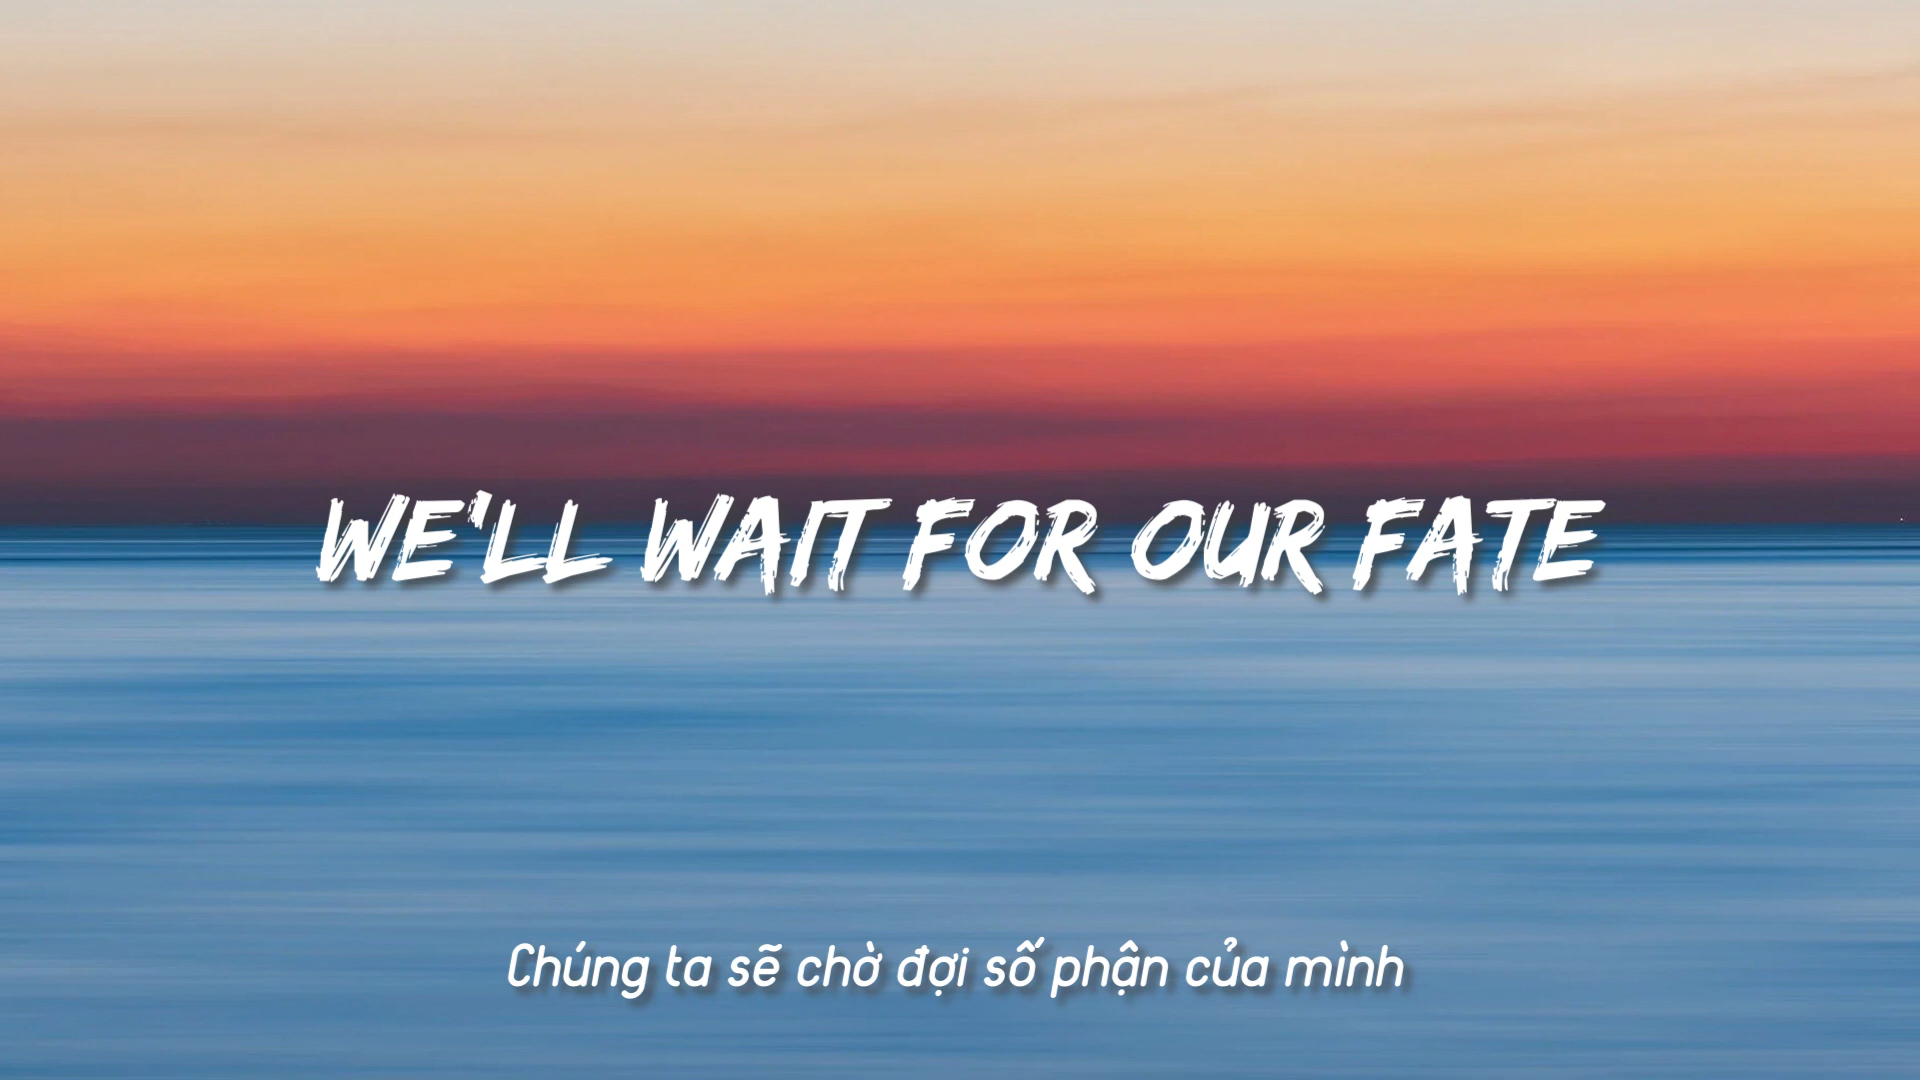 WE'LL WAIT FOR OUR FATE
Chúng ta sẽ chờ đợi số phận của mình